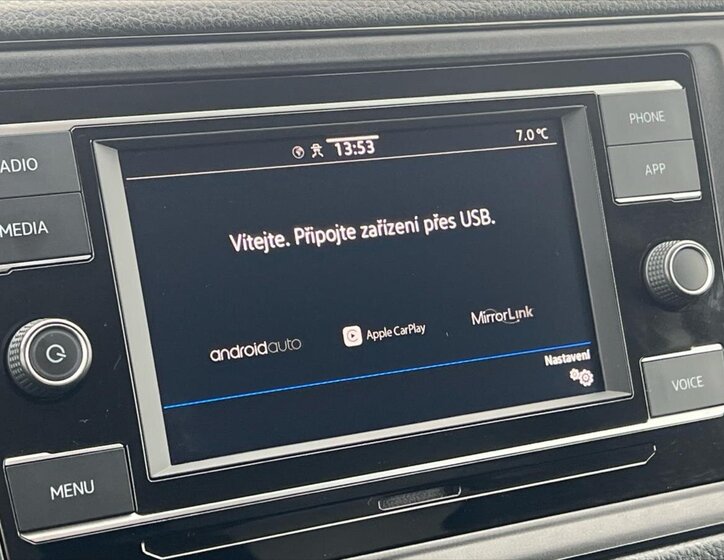 ADIO
MEDIA
MENU
13:53
7.0 °C
Vítejte. Připojte zařízení přes USB.
androidauto
Apple CarPlay
MirrorLink
Nastavení
PHONE
APP
VOICE